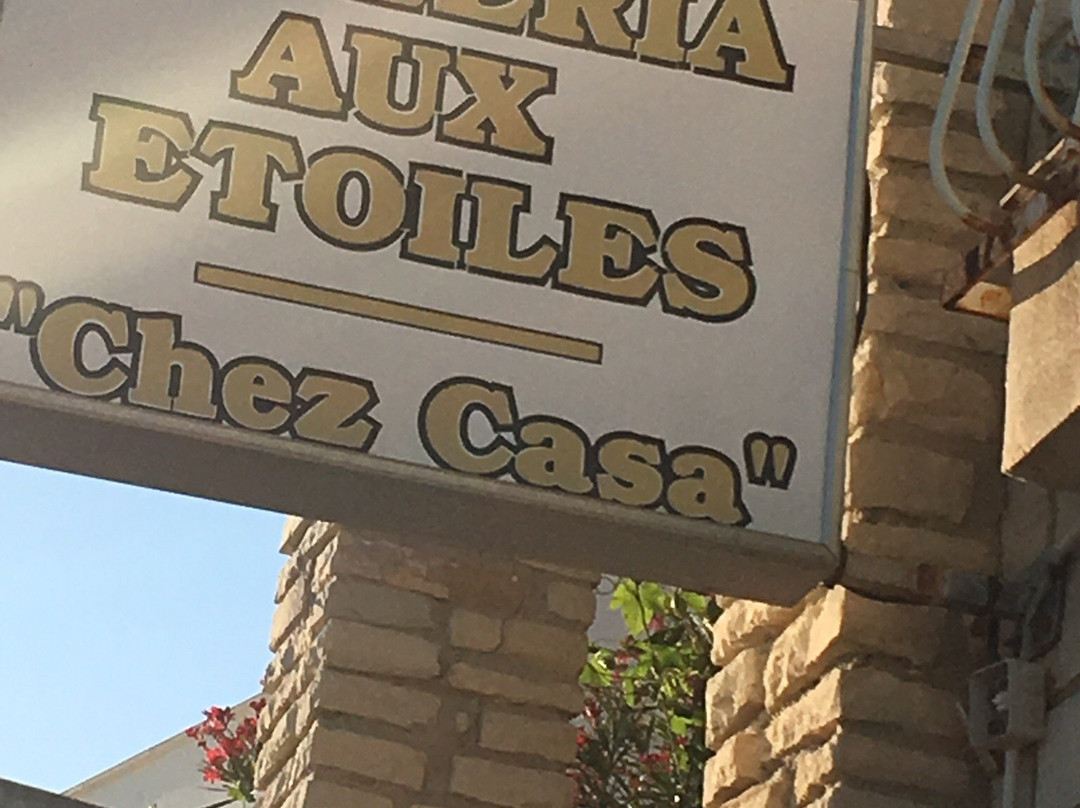 AUX
ETOILES
"Chez Casa"